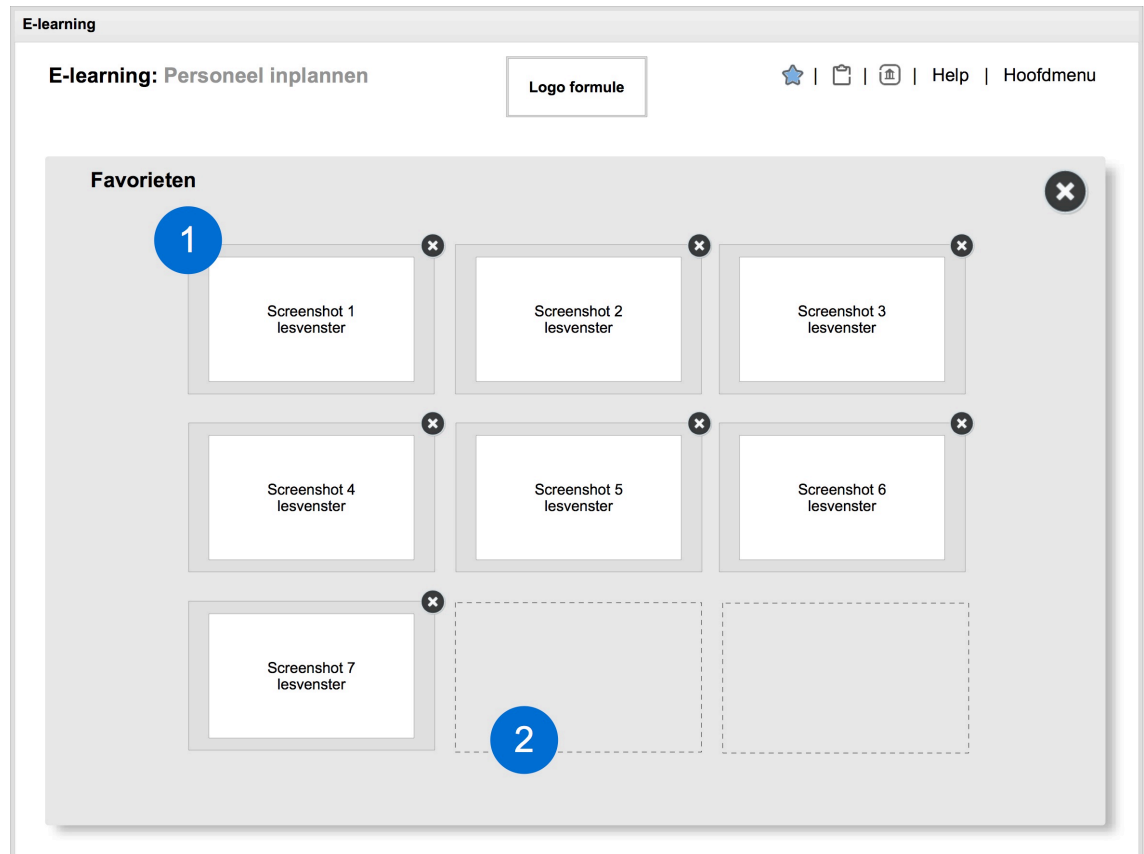 E-learning
E-learning: Personeel inplannen
Logo formule
| | | Help | Hoofdmenu
Favorieten
1
Screenshot 1
lesvenster
Screenshot 2
lesvenster
Screenshot 3
lesvenster
Screenshot 4
lesvenster
Screenshot 5
lesvenster
Screenshot 6
lesvenster
Screenshot 7
lesvenster
2